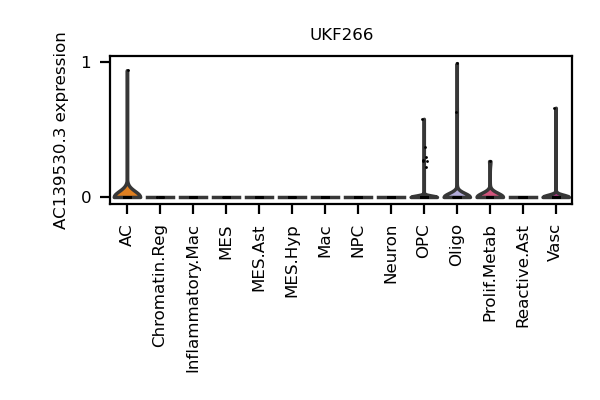 UKF266
AC139530.3 expression
1
0
AC
Chromatin.Reg
Inflammatory.Mac
MES
MES.Ast
MES.Hyp
Mac
NPC
Neuron
OPC
Oligo
Prolif.Metab
Reactive.Ast
Vasc